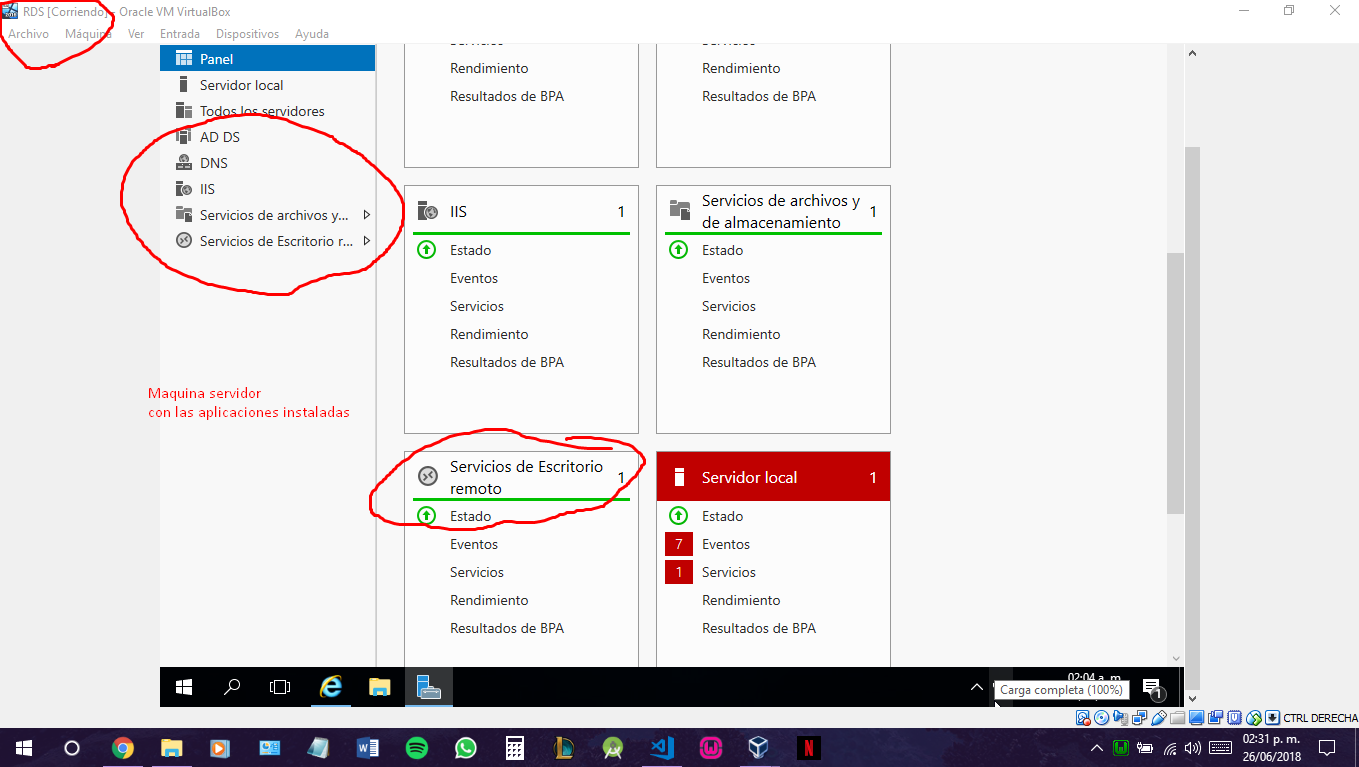 RDS [Corriendo] - Oracle VM VirtualBox
Archivo Máquina Ver Entrada Dispositivos Ayuda
Panel
Servidor local
Todos los servidores
AD DS
DNS
IIS
Servicios de archivos y...
Servicios de Escritorio r...
Maquina servidor
con las aplicaciones instaladas
Servicios
Rendimiento
Resultados de BPA
Servicios
Rendimiento
Resultados de BPA
IIS 1
Estado
Eventos
Servicios
Rendimiento
Resultados de BPA
Servicios de archivos y
de almacenamiento 1
Estado
Eventos
Servicios
Rendimiento
Resultados de BPA
Servicios de Escritorio
remoto 1
Estado
Eventos
Servicios
Rendimiento
Resultados de BPA
Servidor local 1
Estado
7 Eventos
1 Servicios
Rendimiento
Resultados de BPA
02:04 a. m.
Carga completa (100%)
1
CTRL DERECHA
02:31 p. m.
26/06/2018